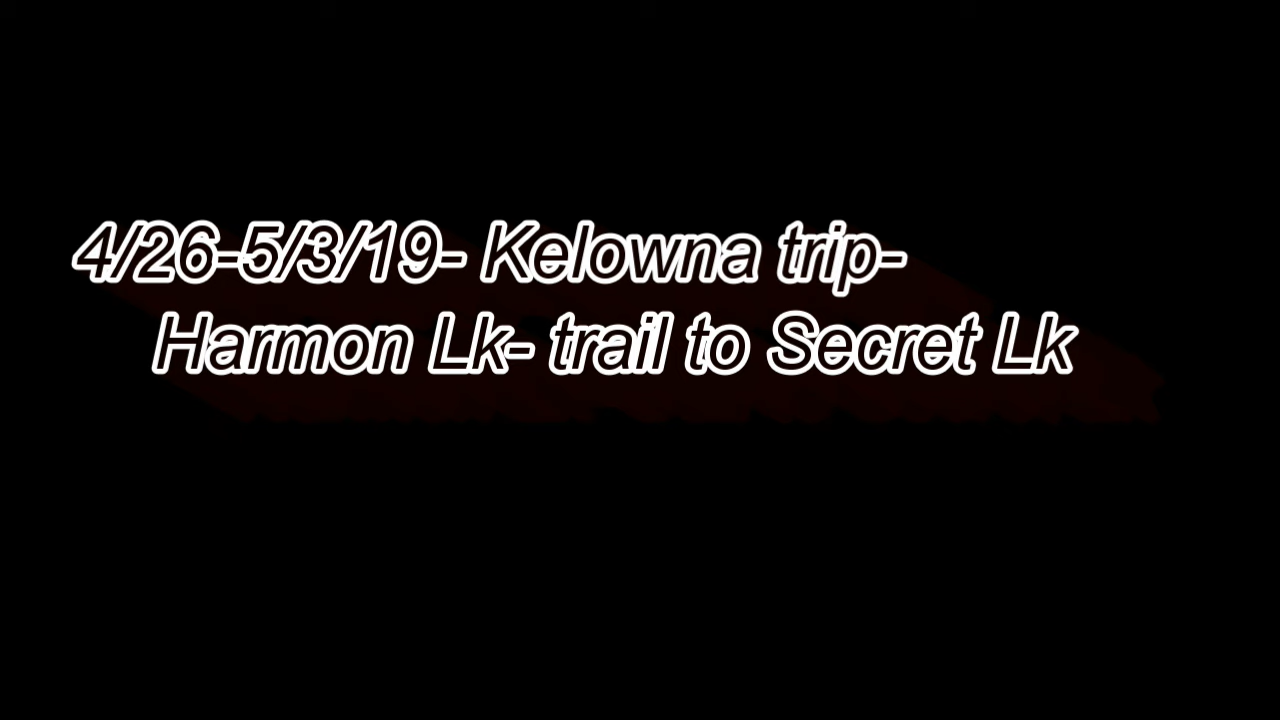 4/26-5/3/19- Kelowna trip-
Harmon Lk- trail to Secret Lk